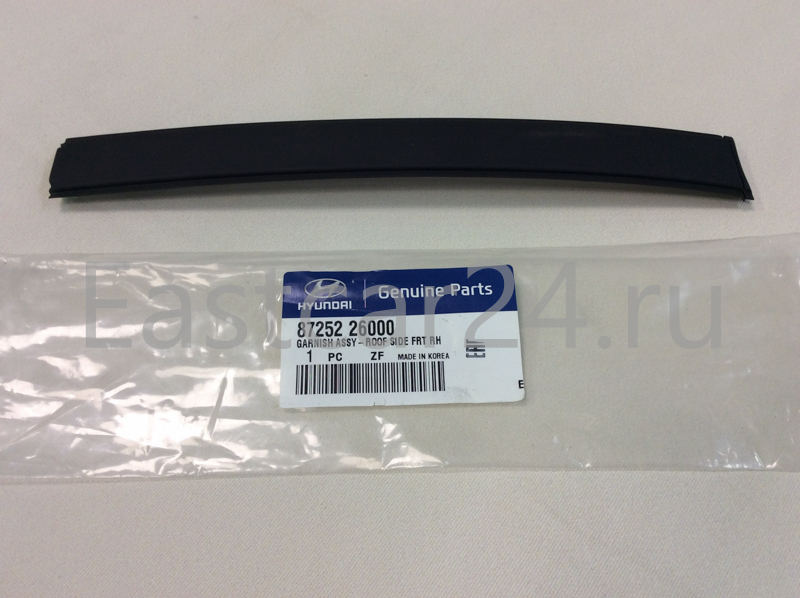 HYUNDAI
Genuine Parts
87252 26000
GARNISH ASSY-ROOF SIDE FRT RH
1 PC ZF MADE IN KOREA
Eastcar24.ru